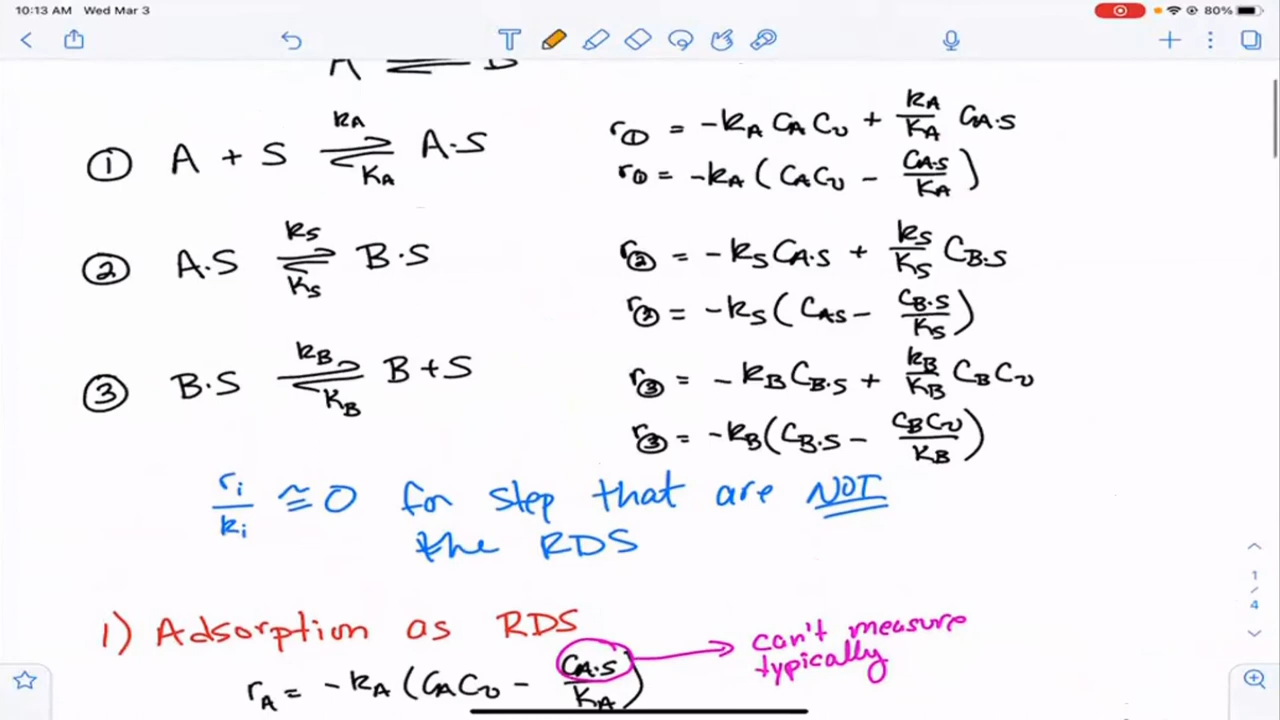 10:13 AM Wed Mar 3
80%
T
A ⇌ B
① A + S ⇌ A·S
kA
KA
r① = -kA CA Cv + kA/KA CA·S
r① = -kA ( CA Cv - CA·S/KA )
② A·S ⇌ B·S
kS
KS
r② = -kS CA·S + kS/KS CB·S
r② = -kS ( CAS - CB·S/KS )
③ B·S ⇌ B + S
kB
KB
r③ = -kB CB·S + kB/KB CB Cv
r③ = -kB ( CB·S - CB Cv/KB )
ri/ki ≅ 0 for step that are NOT
the RDS
1
/
4
1) Adsorption as RDS
rA = -kA ( CA Cv - CA·S/KA )
can't measure
typically